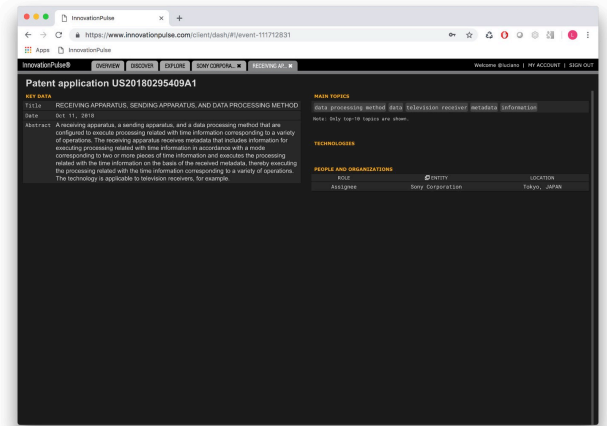 InnovationPulse
https://www.innovationpulse.com/client/dash/#!/event-111712831
Apps InnovationPulse
InnovationPulse® OVERVIEW DISCOVER EXPLORE SONY CORPORA... RECEIVING AP... Welcome @luciano | MY ACCOUNT | SIGN OUT
Patent application US20180295409A1
KEY DATA
Title RECEIVING APPARATUS, SENDING APPARATUS, AND DATA PROCESSING METHOD
Date Oct 11, 2018
Abstract A receiving apparatus, a sending apparatus, and a data processing method that are
configured to execute processing related with time information corresponding to a variety
of operations. The receiving apparatus receives metadata that includes information for
executing processing related with time information in accordance with a mode
corresponding to two or more pieces of time information and executes the processing
related with the time information on the basis of the received metadata, thereby executing
the processing related with the time information corresponding to a variety of operations.
The technology is applicable to television receivers, for example.
MAIN TOPICS
data processing method data television receiver metadata information
Note: Only top-10 topics are shown.
TECHNOLOGIES
PEOPLE AND ORGANIZATIONS
ROLE ENTITY LOCATION
Assignee Sony Corporation Tokyo, JAPAN